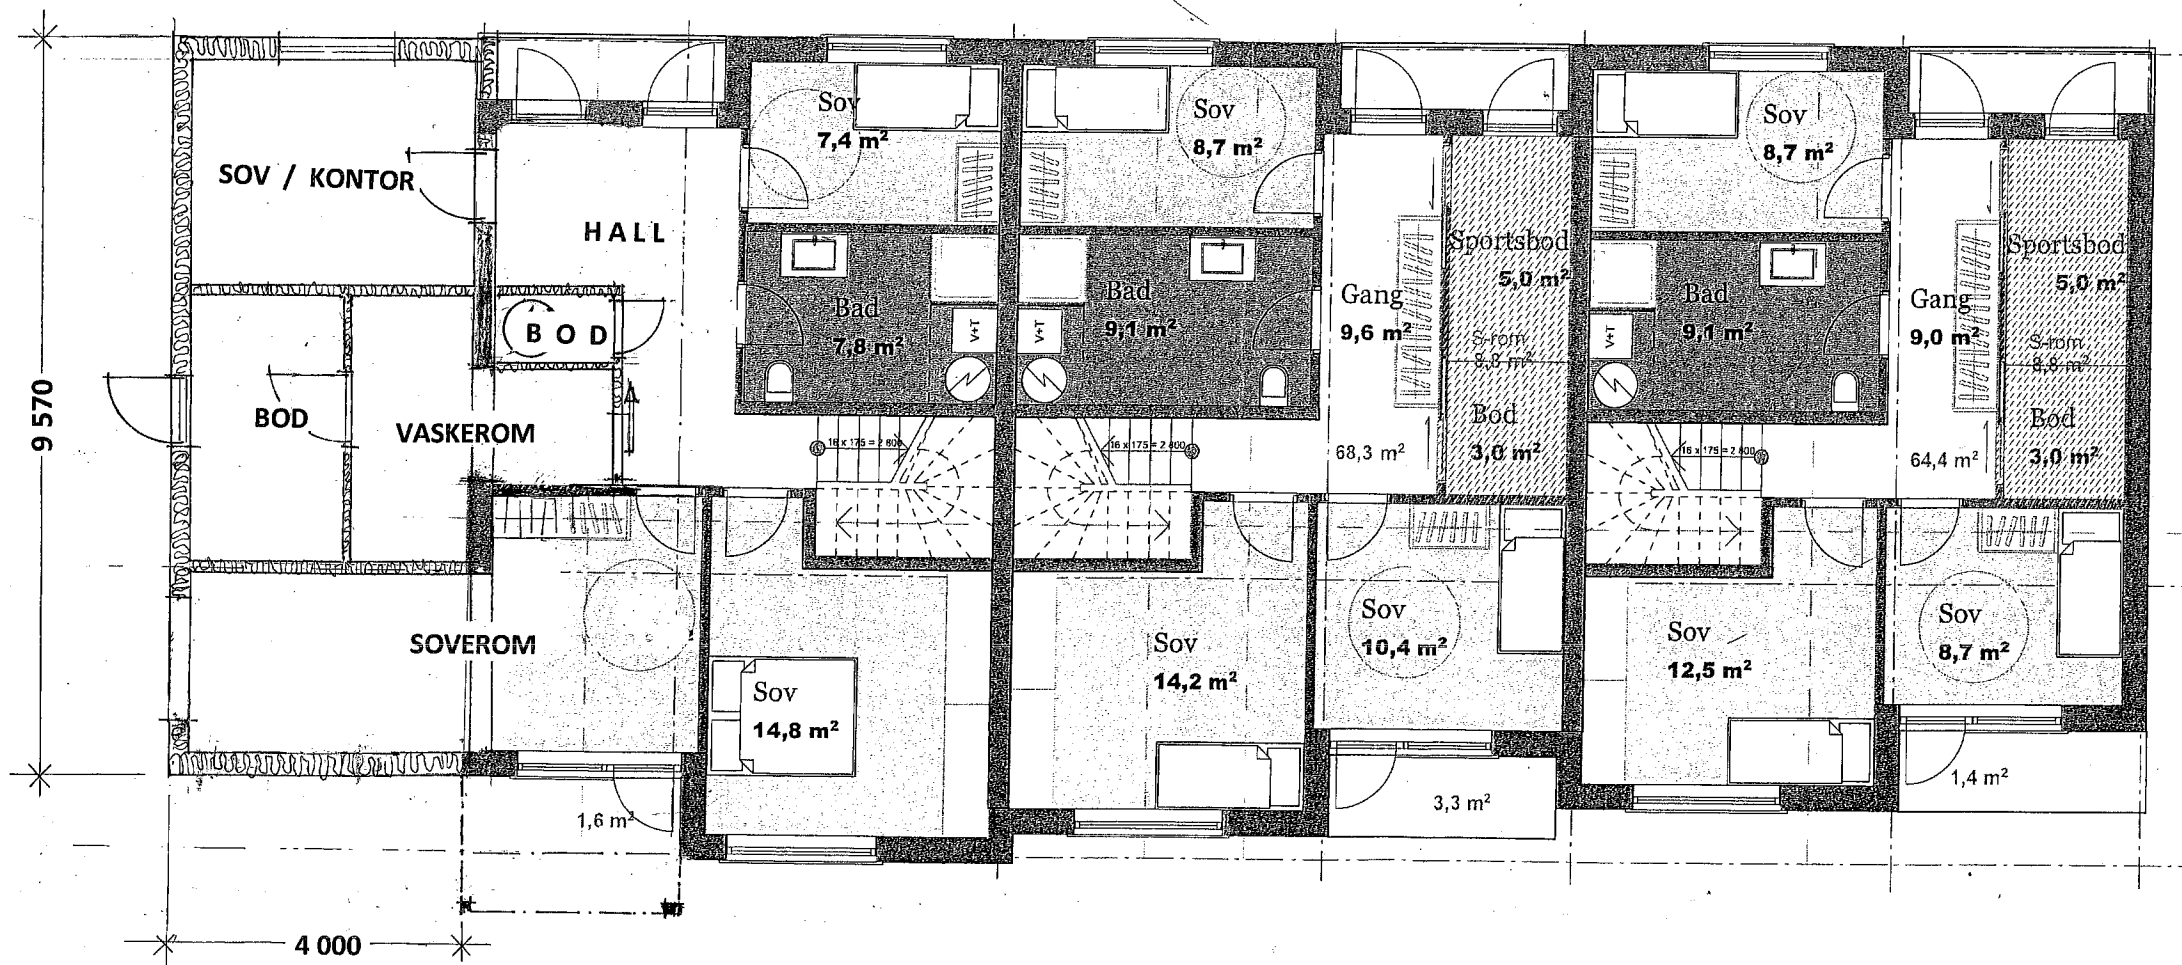 Sov
7,4 m²
Sov
8,7 m²
Sov
8,7 m²
SOV / KONTOR
HALL
Sportsbod
5,0 m²
Sportsbod
5,0 m²
Bad
7,8 m²
V+T
V+T
Bad
9,1 m²
Gang
9,6 m²
S-rom
8,8 m²
Bad
9,1 m²
V+T
Gang
9,0 m²
S-rom
8,8 m²
BOD
9 570
BOD
VASKEROM
16 x 175 = 2 800
16 x 175 = 2 800
68,3 m²
Bod
3,0 m²
16 x 175 = 2 800
64,4 m²
Bod
3,0 m²
SOVEROM
Sov
14,8 m²
Sov
14,2 m²
Sov
10,4 m²
Sov
12,5 m²
Sov
8,7 m²
1,6 m²
3,3 m²
1,4 m²
4 000